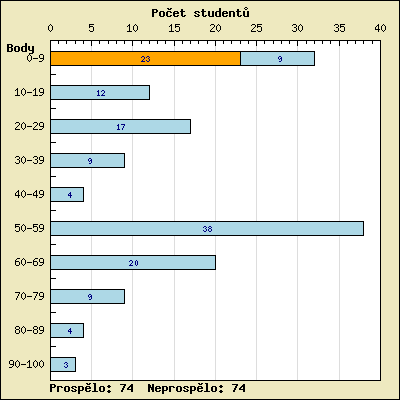 Počet studentů
0 5 10 15 20 25 30 35 40
Body
0-9 23 9
10-19 12
20-29 17
30-39 9
40-49 4
50-59 38
60-69 20
70-79 9
80-89 4
90-100 3
Prospělo: 74 Neprospělo: 74